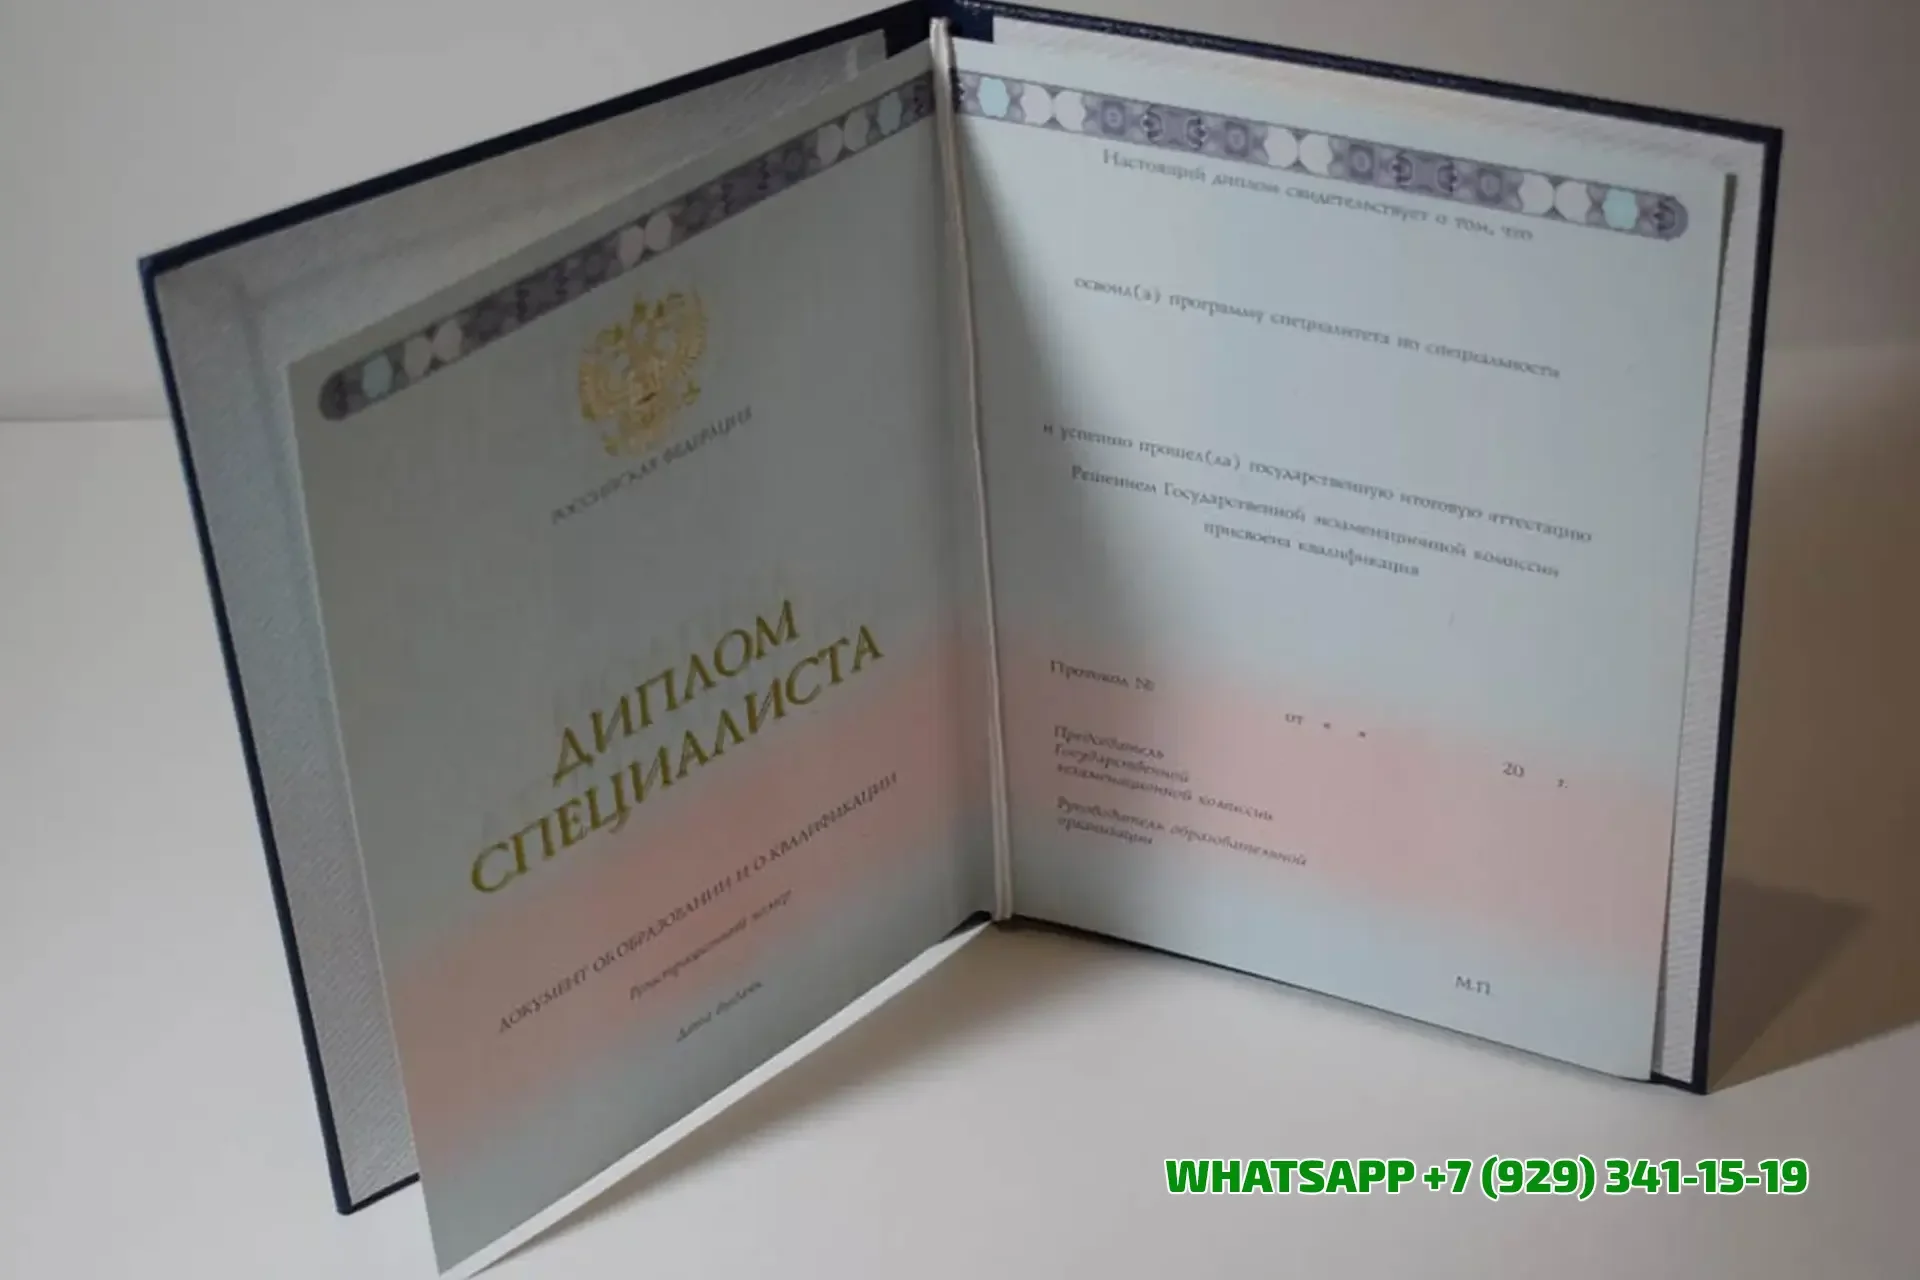 РОССИЙСКАЯ ФЕДЕРАЦИЯ
ДИПЛОМ
СПЕЦИАЛИСТА
ДОКУМЕНТ ОБ ОБРАЗОВАНИИ И О КВАЛИФИКАЦИИ
Регистрационный номер
Дата выдачи
Настоящий диплом свидетельствует о том, что
освоил(а) программу специалитета по специальности
и успешно прошел(ла) государственную итоговую аттестацию
Решением Государственной экзаменационной комиссии
присвоена квалификация
Протокол №
от « »
20 г.
Председатель
Государственной
экзаменационной комиссии
Руководитель образовательной
организации
М.П.
WHATSAPP +7 (929) 341-15-19